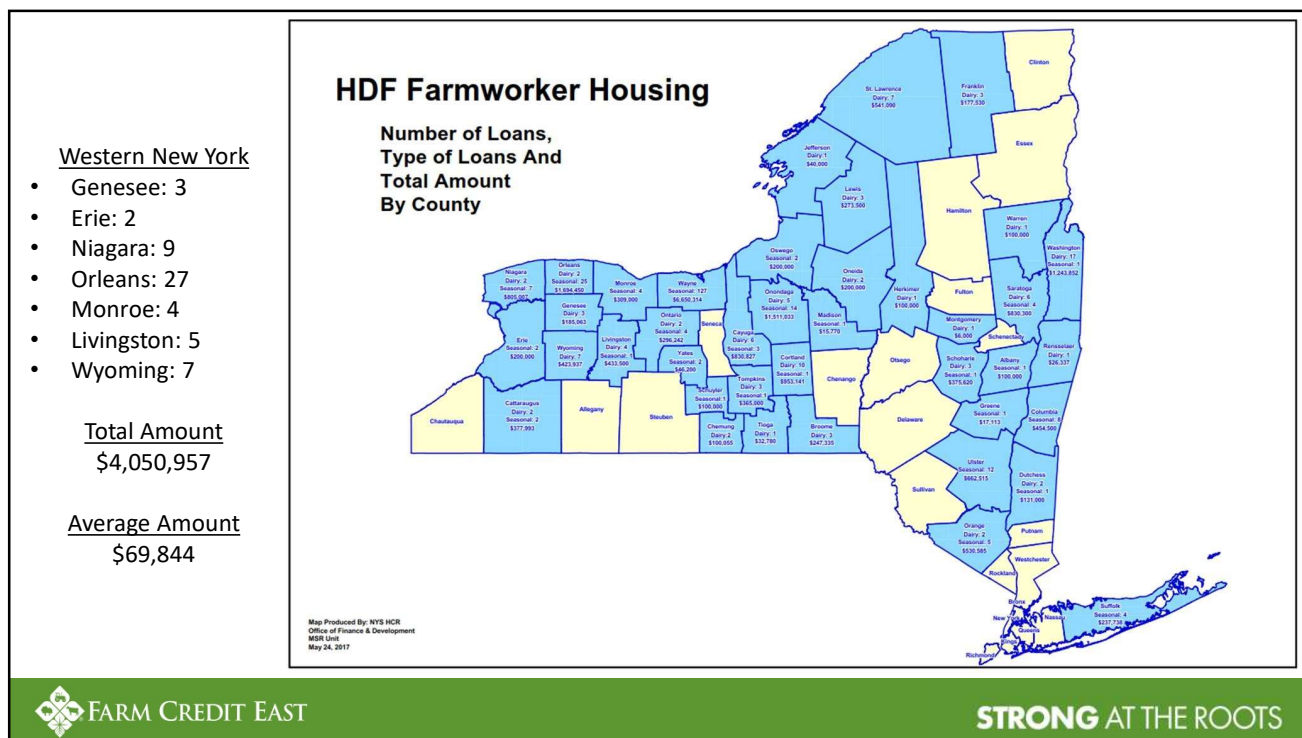 Western New York
• Genesee: 3
• Erie: 2
• Niagara: 9
• Orleans: 27
• Monroe: 4
• Livingston: 5
• Wyoming: 7
Total Amount
$4,050,957
Average Amount
$69,844
HDF Farmworker Housing
Number of Loans,
Type of Loans And
Total Amount
By County
Clinton
Franklin
Dairy: 3
$177,530
St. Lawrence
Dairy: 7
$541,090
Essex
Jefferson
Dairy:1
$40,000
Lewis
Dairy: 3
$273,500
Hamilton
Warren
Dairy: 1
$100,000
Washington
Dairy: 17
Seasonal: 1
$1,243,852
Oswego
Seasonal: 2
$200,000
Oneida
Dairy: 2
$200,000
Herkimer
Dairy: 1
$100,000
Fulton
Saratoga
Dairy: 6
Seasonal: 4
$830,300
Niagara
Dairy: 2
Seasonal: 7
$805,007
Orleans
Dairy: 2
Seasonal: 25
$1,694,450
Monroe
Seasonal: 4
$309,000
Wayne
Seasonal: 127
$6,650,314
Onondaga
Dairy: 5
Seasonal: 14
$1,511,033
Madison
Seasonal: 1
$15,770
Montgomery
Dairy: 1
$6,000
Schenectady
Genesee
Dairy: 3
$185,063
Ontario
Dairy: 2
Seasonal: 4
$296,242
Seneca
Cayuga
Dairy: 6
Seasonal: 3
$830,827
Rensselaer
Dairy: 1
$26,337
Erie
Seasonal: 2
$200,000
Wyoming
Dairy: 7
$423,937
Livingston
Dairy: 4
Seasonal: 1
$433,500
Yates
Seasonal: 2
$46,200
Cortland
Dairy: 10
Seasonal: 1
$953,141
Otsego
Schoharie
Dairy: 3
Seasonal: 1
$375,620
Albany
Seasonal: 1
$100,000
Chenango
Tompkins
Dairy: 3
Seasonal:1
$365,000
Schuyler
Seasonal:1
$100,000
Cattaraugus
Dairy: 2
Seasonal: 2
$377,993
Allegany
Steuben
Chautauqua
Chemung
Dairy:2
$100,055
Tioga
Dairy: 1
$32,780
Broome
Dairy: 3
$247,335
Delaware
Greene
Seasonal: 1
$17,113
Columbia
Seasonal: 8
$454,500
Ulster
Seasonal: 12
$662,515
Dutchess
Dairy: 2
Seasonal: 1
$131,000
Sullivan
Orange
Dairy: 2
Seasonal: 5
$530,585
Putnam
Westchester
Rockland
Bronx
New York
Nassau
Queens
Kings
Richmond
Suffolk
Seasonal: 4
$237,738
Map Produced By: NYS HCR
Office of Finance & Development
MSR Unit
May 24, 2017
FARM CREDIT EAST
STRONG AT THE ROOTS